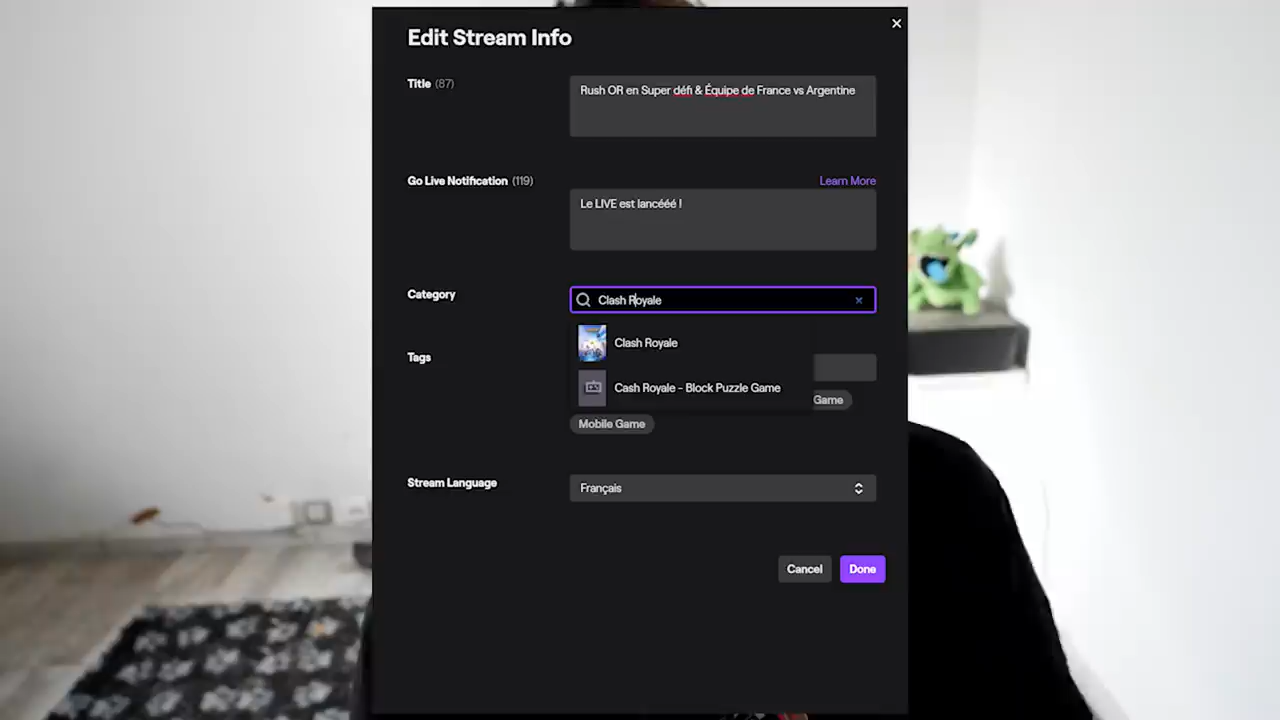 Edit Stream Info
Title (87)
Rush OR en Super défi & Équipe de France vs Argentine
Go Live Notification (119)
Learn More
Le LIVE est lancééé !
Category
Clash Royale
Clash Royale
Tags
Cash Royale - Block Puzzle Game
Game
Mobile Game
Stream Language
Français
Cancel
Done